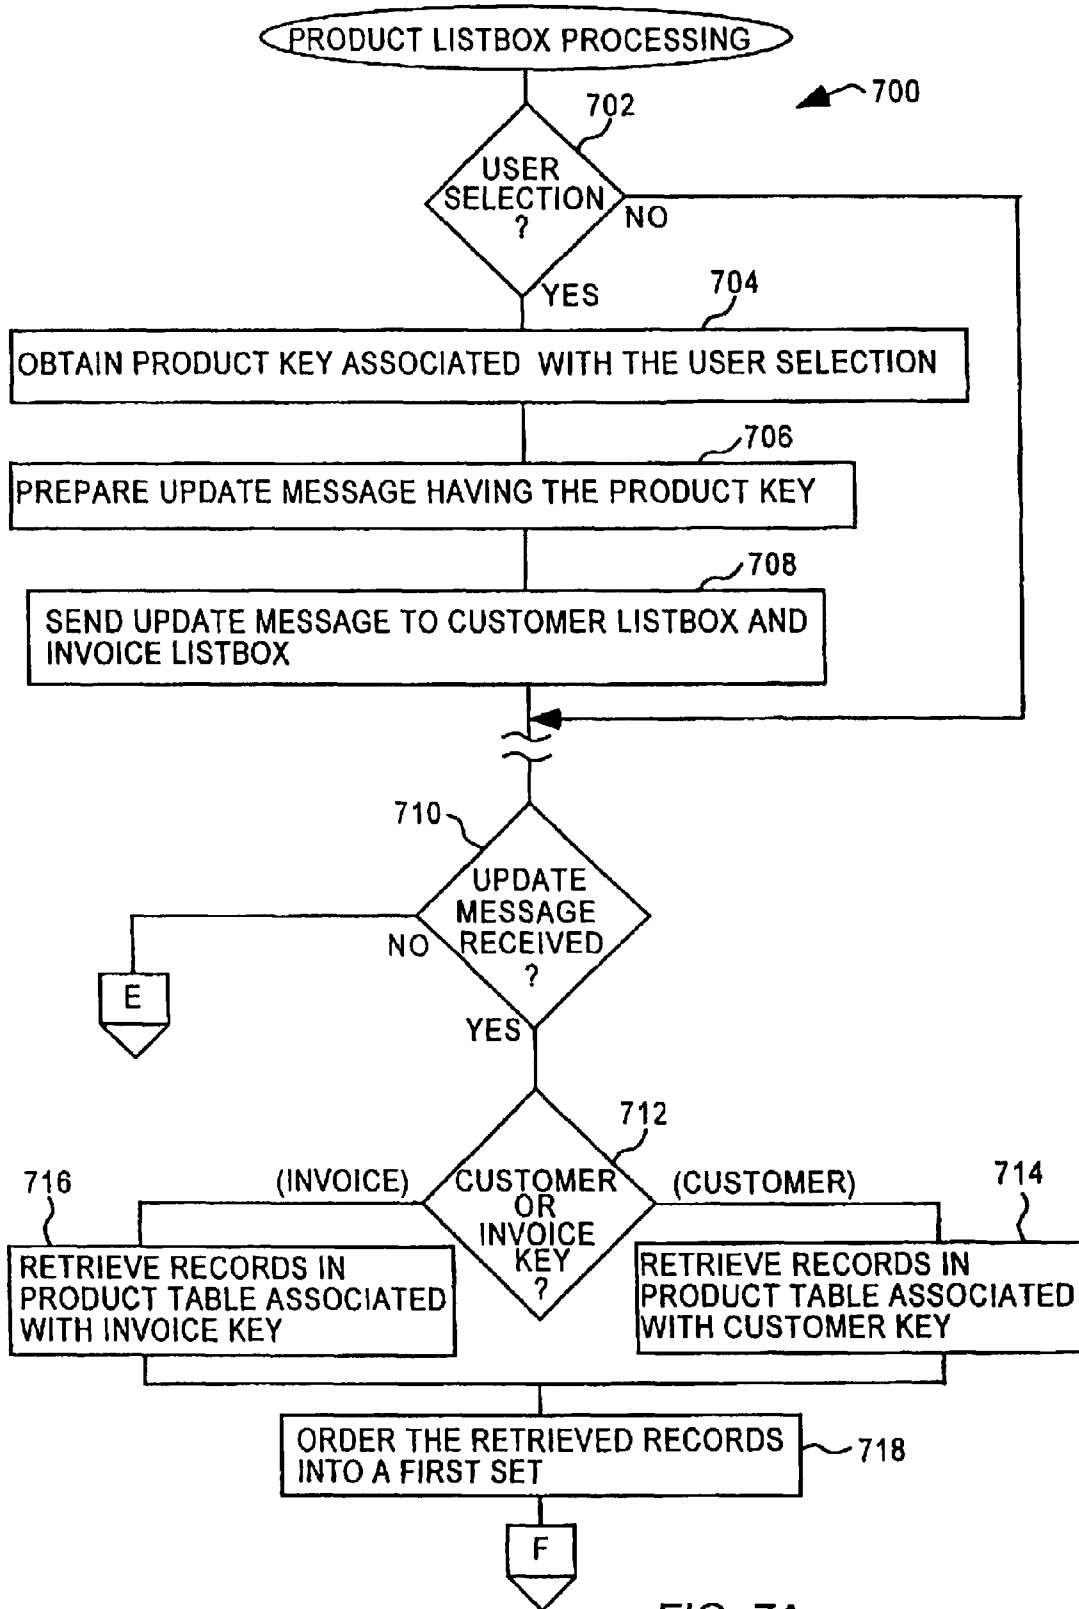 PRODUCT LISTBOX PROCESSING
700
702
USER
SELECTION
?
NO
YES
704
OBTAIN PRODUCT KEY ASSOCIATED WITH THE USER SELECTION
706
PREPARE UPDATE MESSAGE HAVING THE PRODUCT KEY
708
SEND UPDATE MESSAGE TO CUSTOMER LISTBOX AND
INVOICE LISTBOX
710
UPDATE
MESSAGE
RECEIVED
?
NO
E
YES
712
CUSTOMER
OR
INVOICE
KEY
?
(INVOICE)
(CUSTOMER)
716
RETRIEVE RECORDS IN
PRODUCT TABLE ASSOCIATED
WITH INVOICE KEY
714
RETRIEVE RECORDS IN
PRODUCT TABLE ASSOCIATED
WITH CUSTOMER KEY
ORDER THE RETRIEVED RECORDS
INTO A FIRST SET
718
F
FIG. 7A